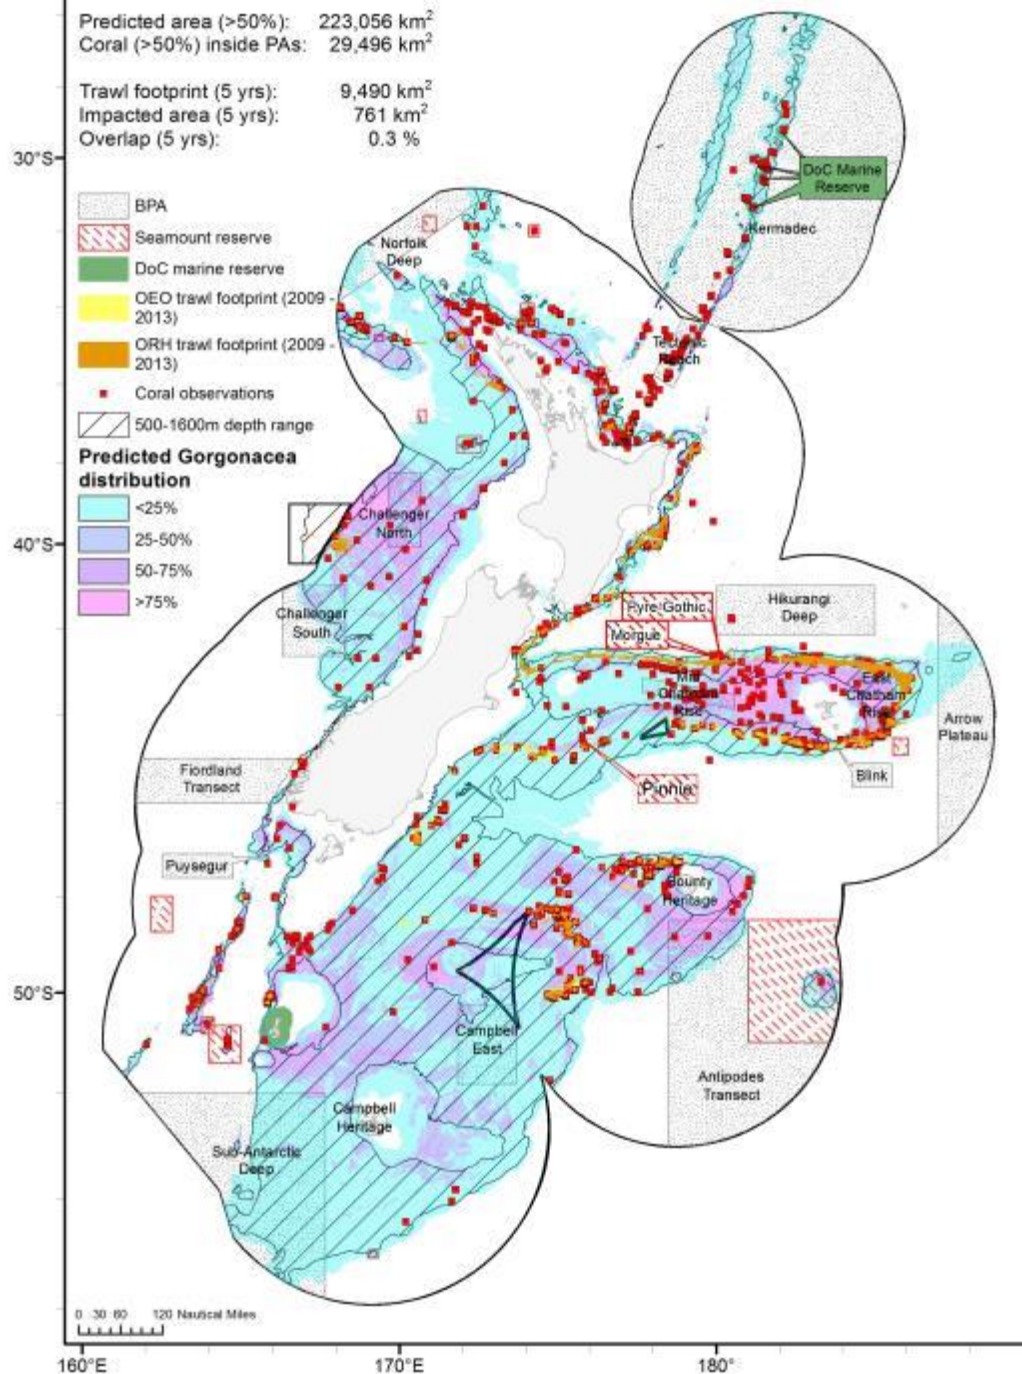 Predicted area (>50%): 223,056 km²
Coral (>50%) inside PAs: 29,496 km²
Trawl footprint (5 yrs): 9,490 km²
Impacted area (5 yrs): 761 km²
Overlap (5 yrs): 0.3 %
30°S
BPA
Seamount reserve
DoC marine reserve
OEO trawl footprint (2009 -
2013)
ORH trawl footprint (2009 -
2013)
Coral observations
500-1600m depth range
Predicted Gorgonacea
distribution
<25%
25-50%
50-75%
>75%
DoC Marine
Reserve
Kermadec
Norfolk
Deep
Tectonic
Reach
40°S
Challenger
North
Challenger
South
Pyre Gothic
Morgue
Hikurangi
Deep
Mid
Chatham
Rise
East
Chatham
Rise
Arrow
Plateau
Blink
Pinnie
Fiordland
Transect
Puysegur
Bounty
Heritage
50°S
Campbell
East
Antipodes
Transect
Campbell
Heritage
Sub-Antarctic
Deep
0 30 60 120 Nautical Miles
160°E
170°E
180°